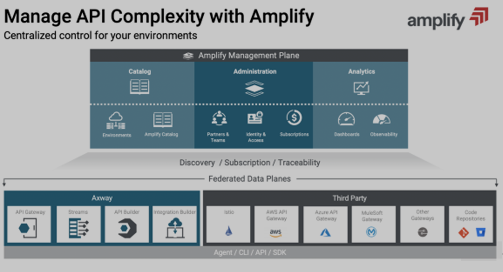 Manage API Complexity with Amplify
amplify
Centralized control for your environments
Amplify Management Plane
Catalog
Administration
Analytics
Environments
Amplify Catalog
Partners &
Teams
Identity &
Access
Subscriptions
Dashboards
Observability
Discovery / Subscription / Traceability
Federated Data Planes
Axway
Third Party
API Gateway
Streams
API Builder
Integration Builder
Istio
AWS API
Gateway
aws
Azure API
Gateway
MuleSoft
Gateway
Other
Gateways
Code
Repositories
Agent / CLI / API / SDK